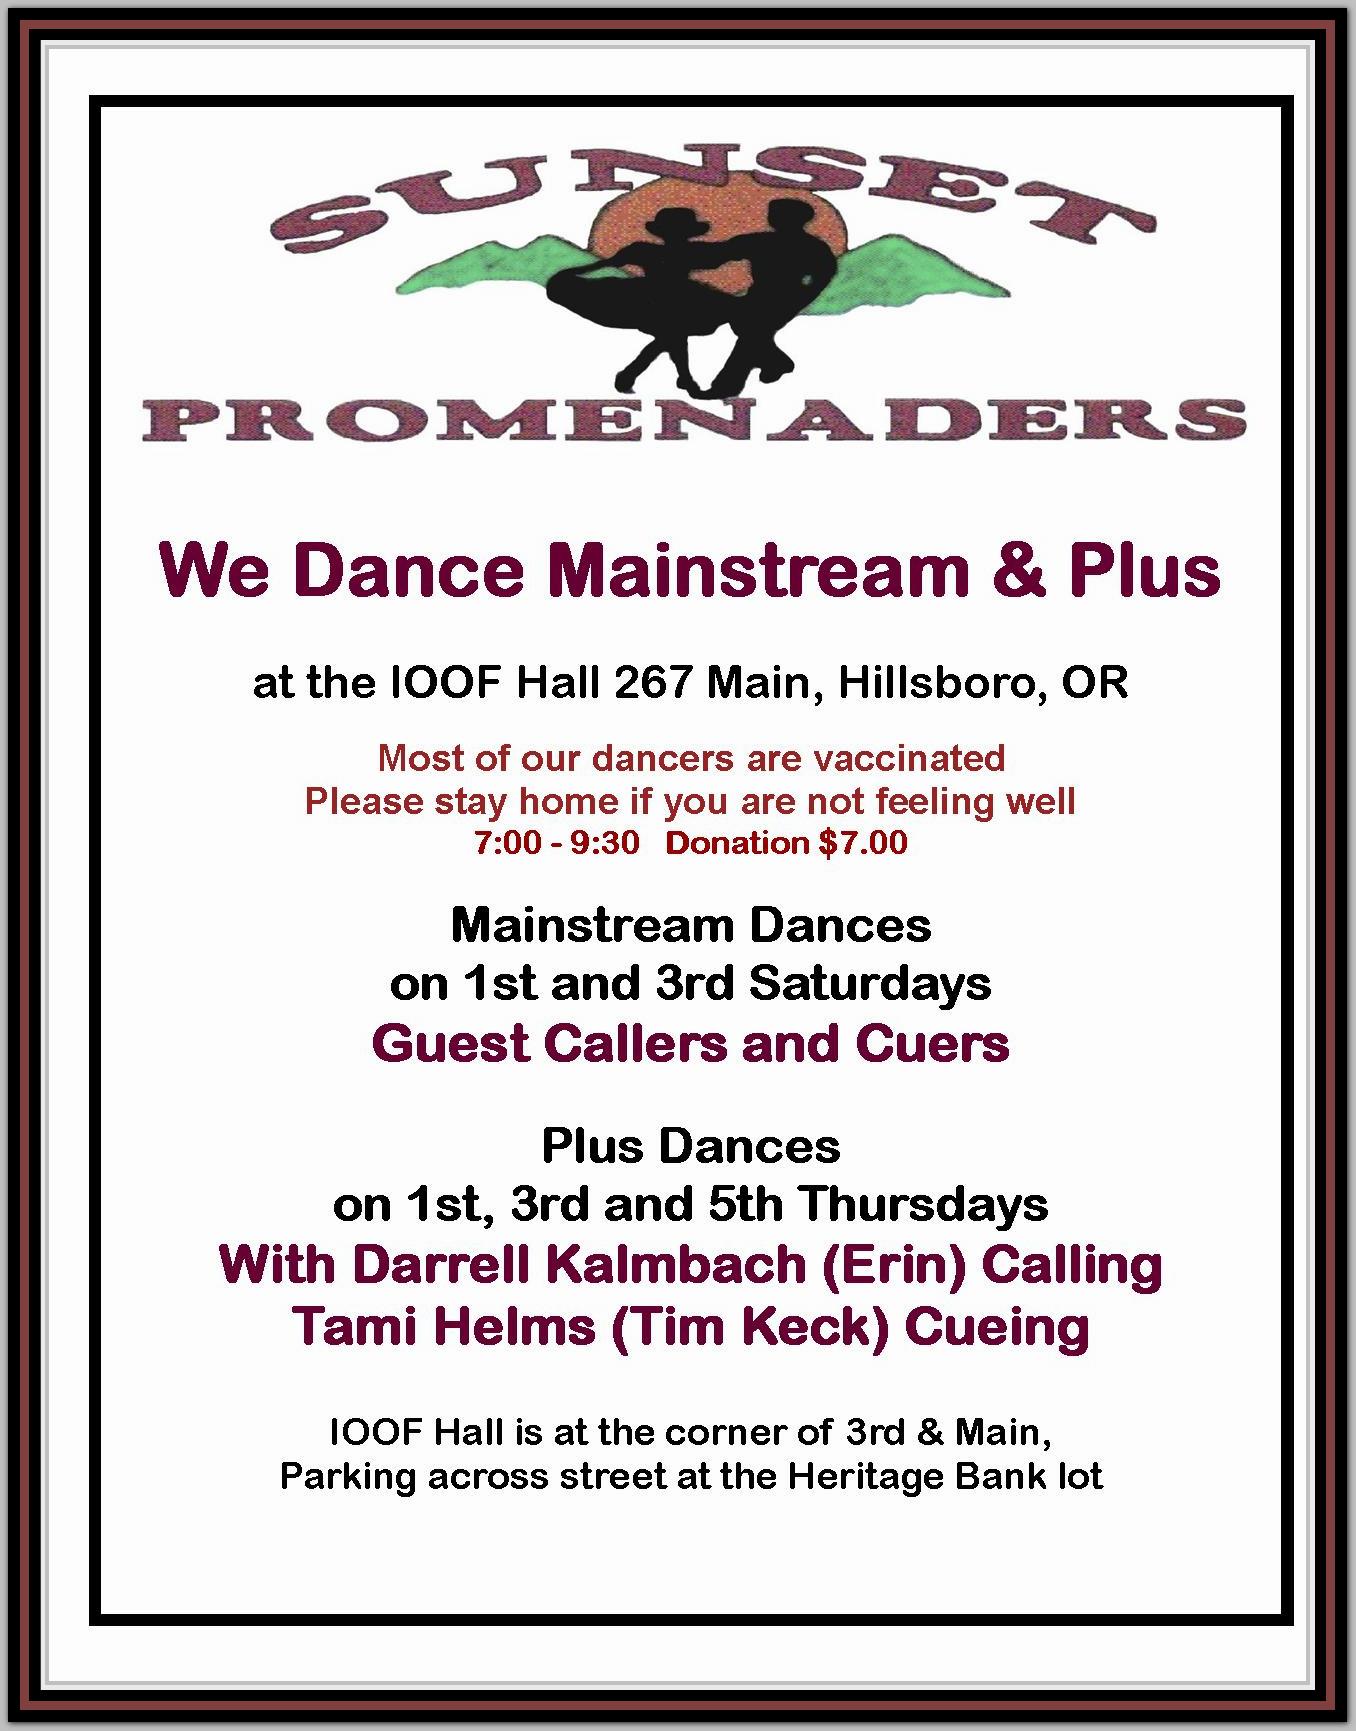 SUNSET
PROMENADERS
We Dance Mainstream & Plus
at the IOOF Hall 267 Main, Hillsboro, OR
Most of our dancers are vaccinated
Please stay home if you are not feeling well
7:00 - 9:30 Donation $7.00
Mainstream Dances
on 1st and 3rd Saturdays
Guest Callers and Cuers
Plus Dances
on 1st, 3rd and 5th Thursdays
With Darrell Kalmbach (Erin) Calling
Tami Helms (Tim Keck) Cueing
IOOF Hall is at the corner of 3rd & Main,
Parking across street at the Heritage Bank lot